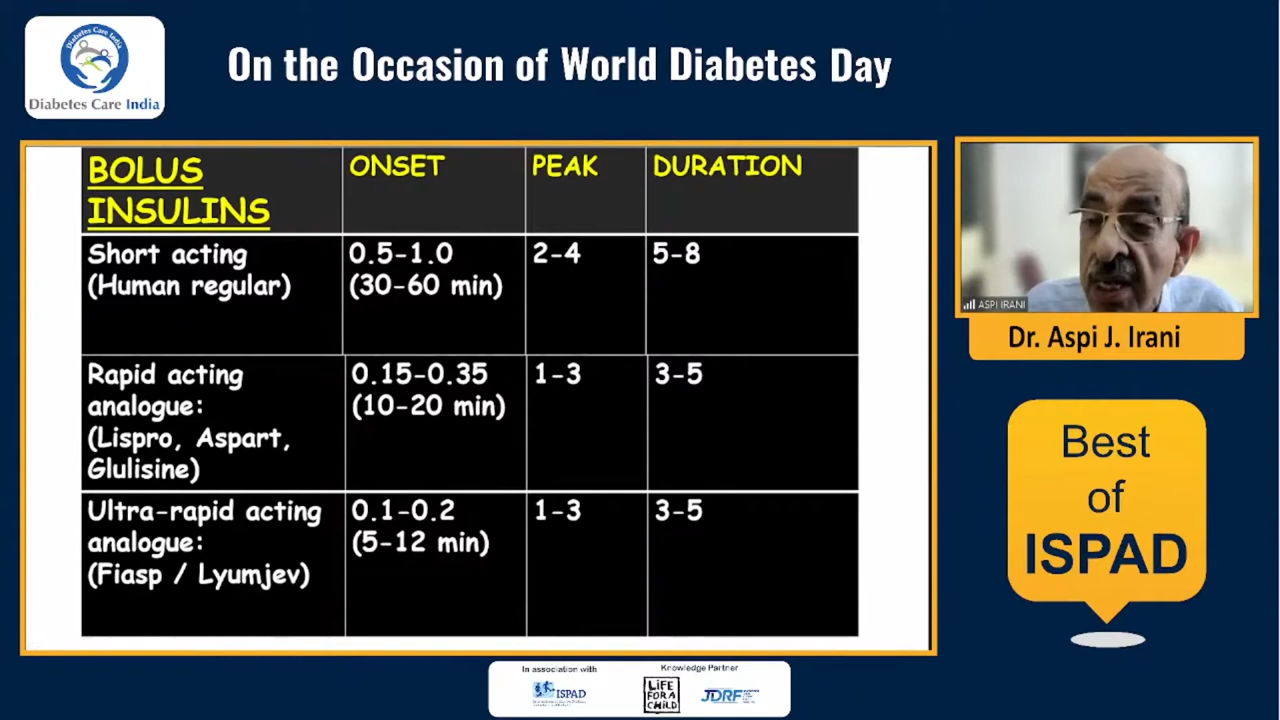 Diabetes Care India
Diabetes Care India
On the Occasion of World Diabetes Day
BOLUS INSULINS ONSET PEAK DURATION
Short acting (Human regular) 0.5-1.0 (30-60 min) 2-4 5-8
Rapid acting analogue: (Lispro, Aspart, Glulisine) 0.15-0.35 (10-20 min) 1-3 3-5
Ultra-rapid acting analogue: (Fiasp / Lyumjev) 0.1-0.2 (5-12 min) 1-3 3-5
ASPI IRANI
Dr. Aspi J. Irani
Best
of
ISPAD
In association with
ISPAD
Knowledge Partner
LiFE
FOR A
CHILD
JDRF